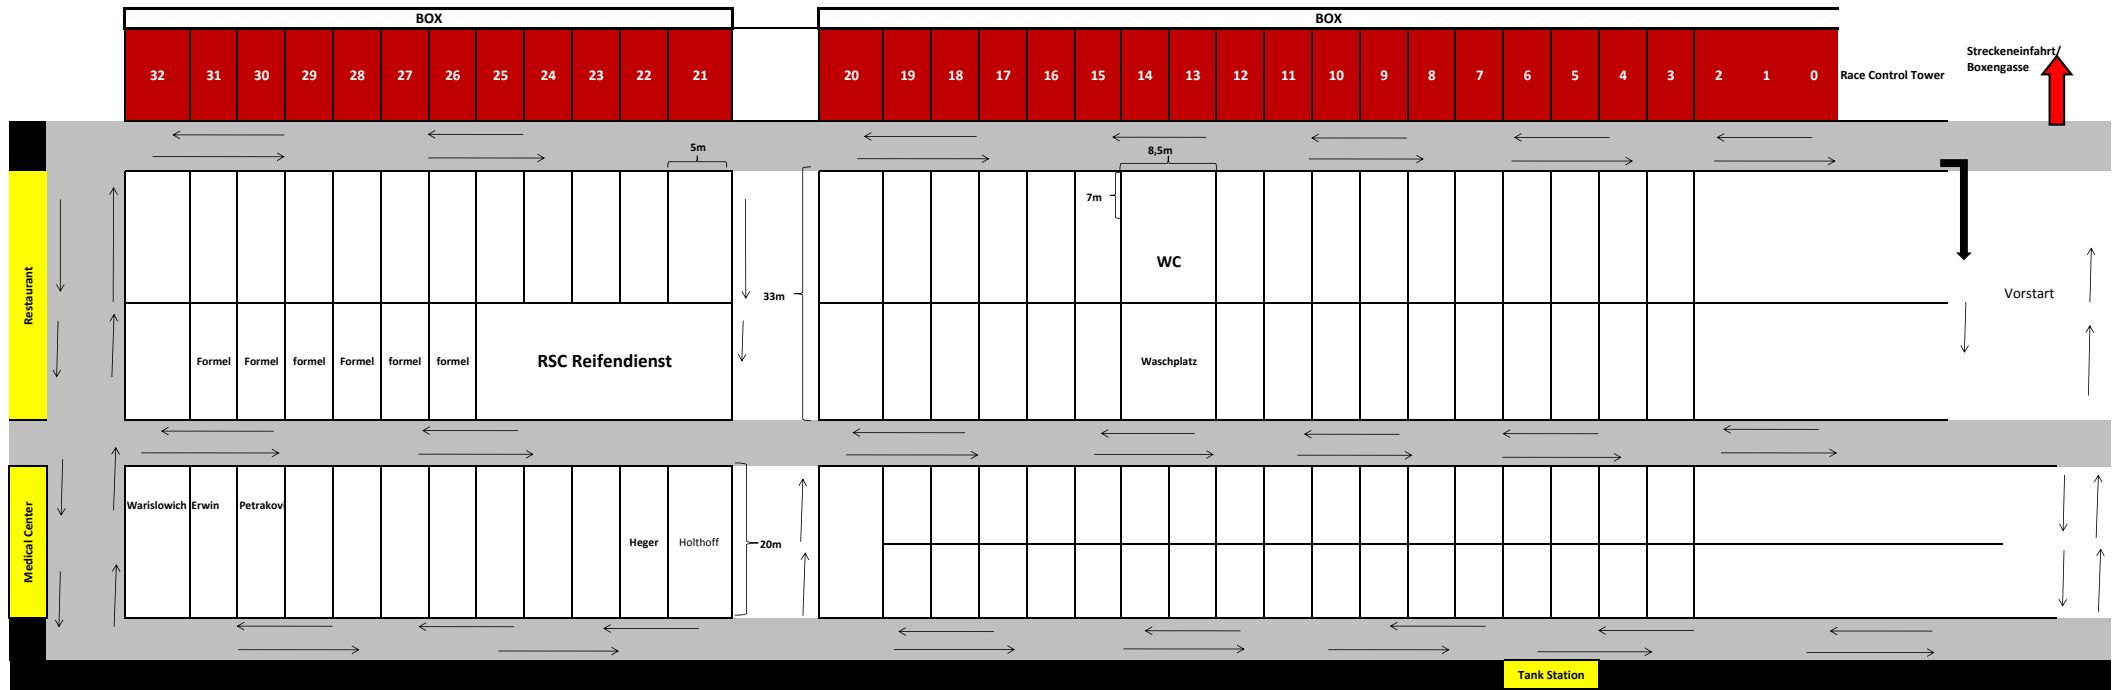 BOX
BOX
32 31 30 29 28 27 26 25 24 23 22 21
20 19 18 17 16 15 14 13 12 11 10 9 8 7 6 5 4 3 2 1 0
Race Control Tower
Streckeneinfahrt/
Boxengasse
5m
8,5m
7m
WC
33m
Vorstart
Restaurant
Formel Formel formel Formel formel formel
RSC Reifendienst
Waschplatz
Medical Center
Warislowich Erwin Petrakovi
Heger Holthoff
20m
Tank Station